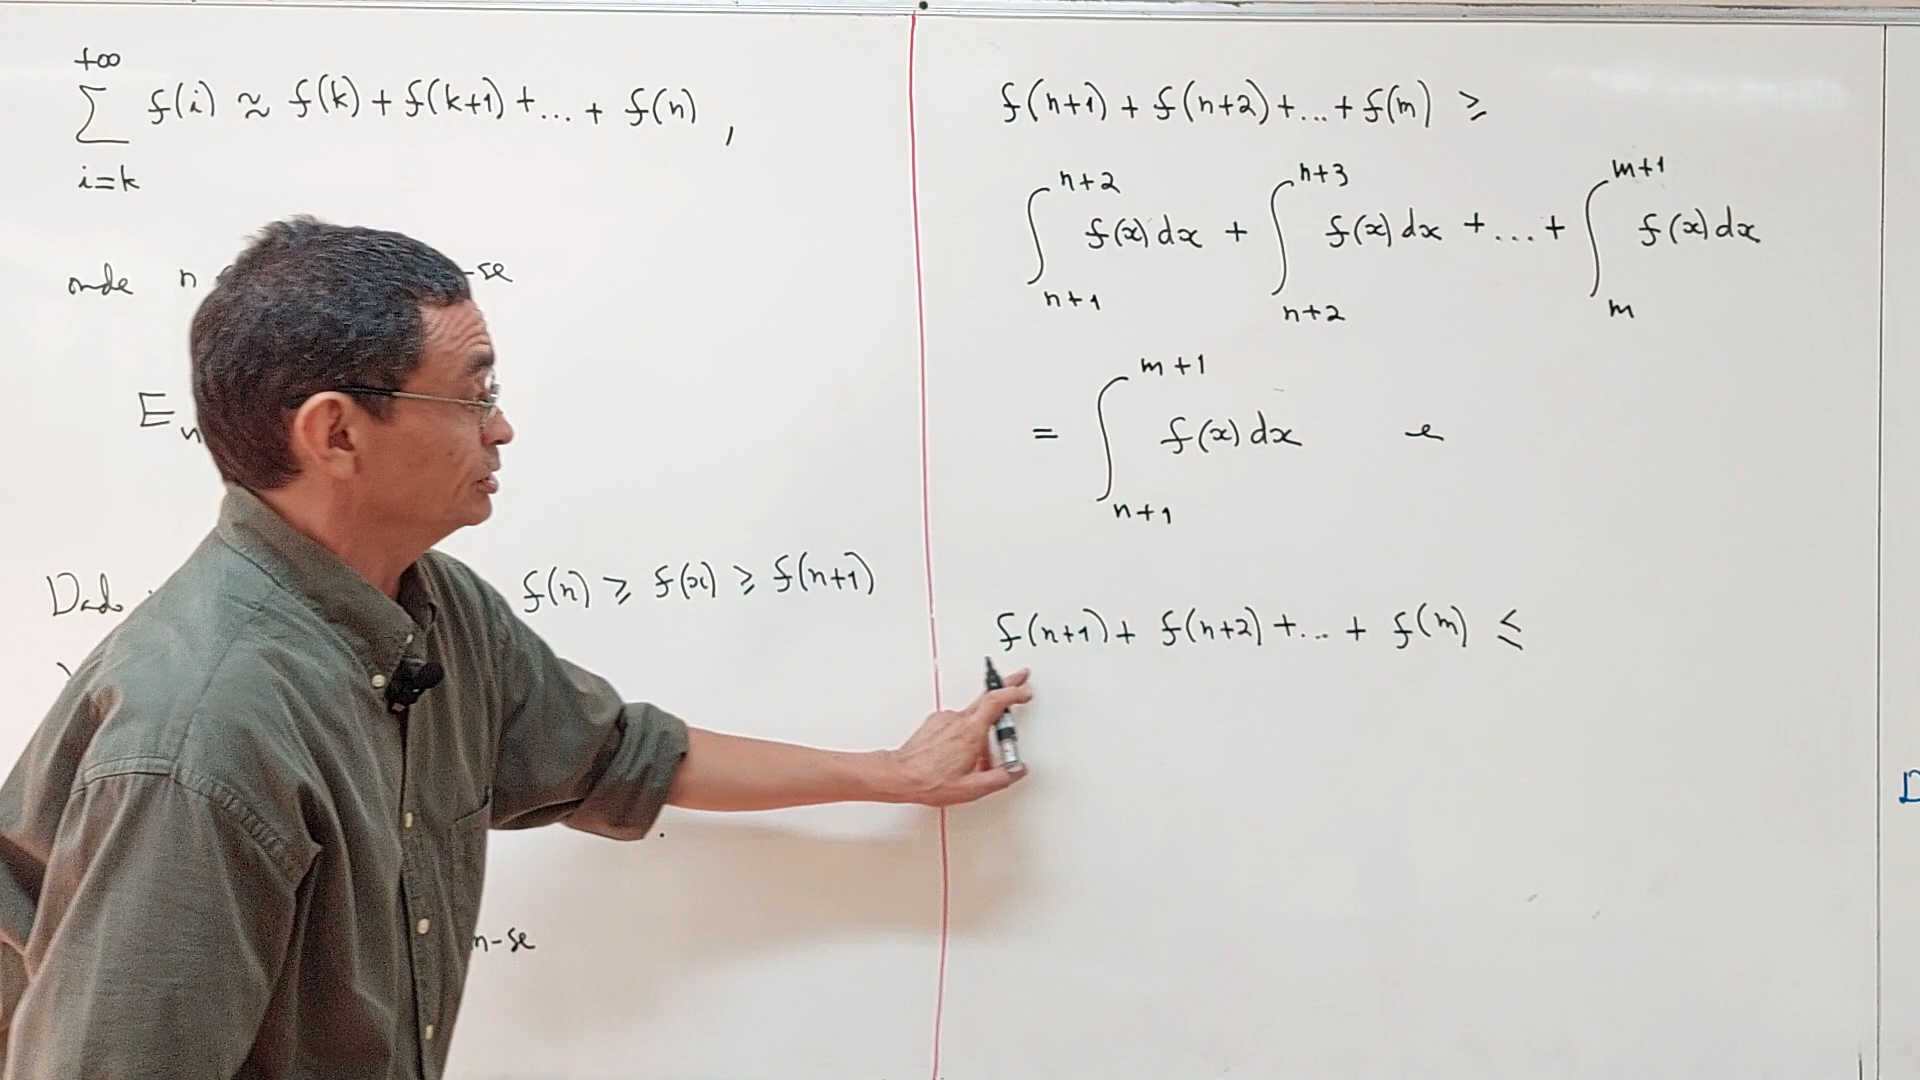 +∞
∑ f(i) ≈ f(k) + f(k+1) + ... + f(n) ,
i=k
onde n -se
E_n
Dado f(n) ⩾ f(x) ⩾ f(n+1)
n-se
f(n+1) + f(n+2) + ... + f(m) ⩾
∫_{n+1}^{n+2} f(x) dx + ∫_{n+2}^{n+3} f(x) dx + ... + ∫_{m}^{m+1} f(x) dx
= ∫_{n+1}^{m+1} f(x) dx e
f(n+1) + f(n+2) + ... + f(m) ⩽
D